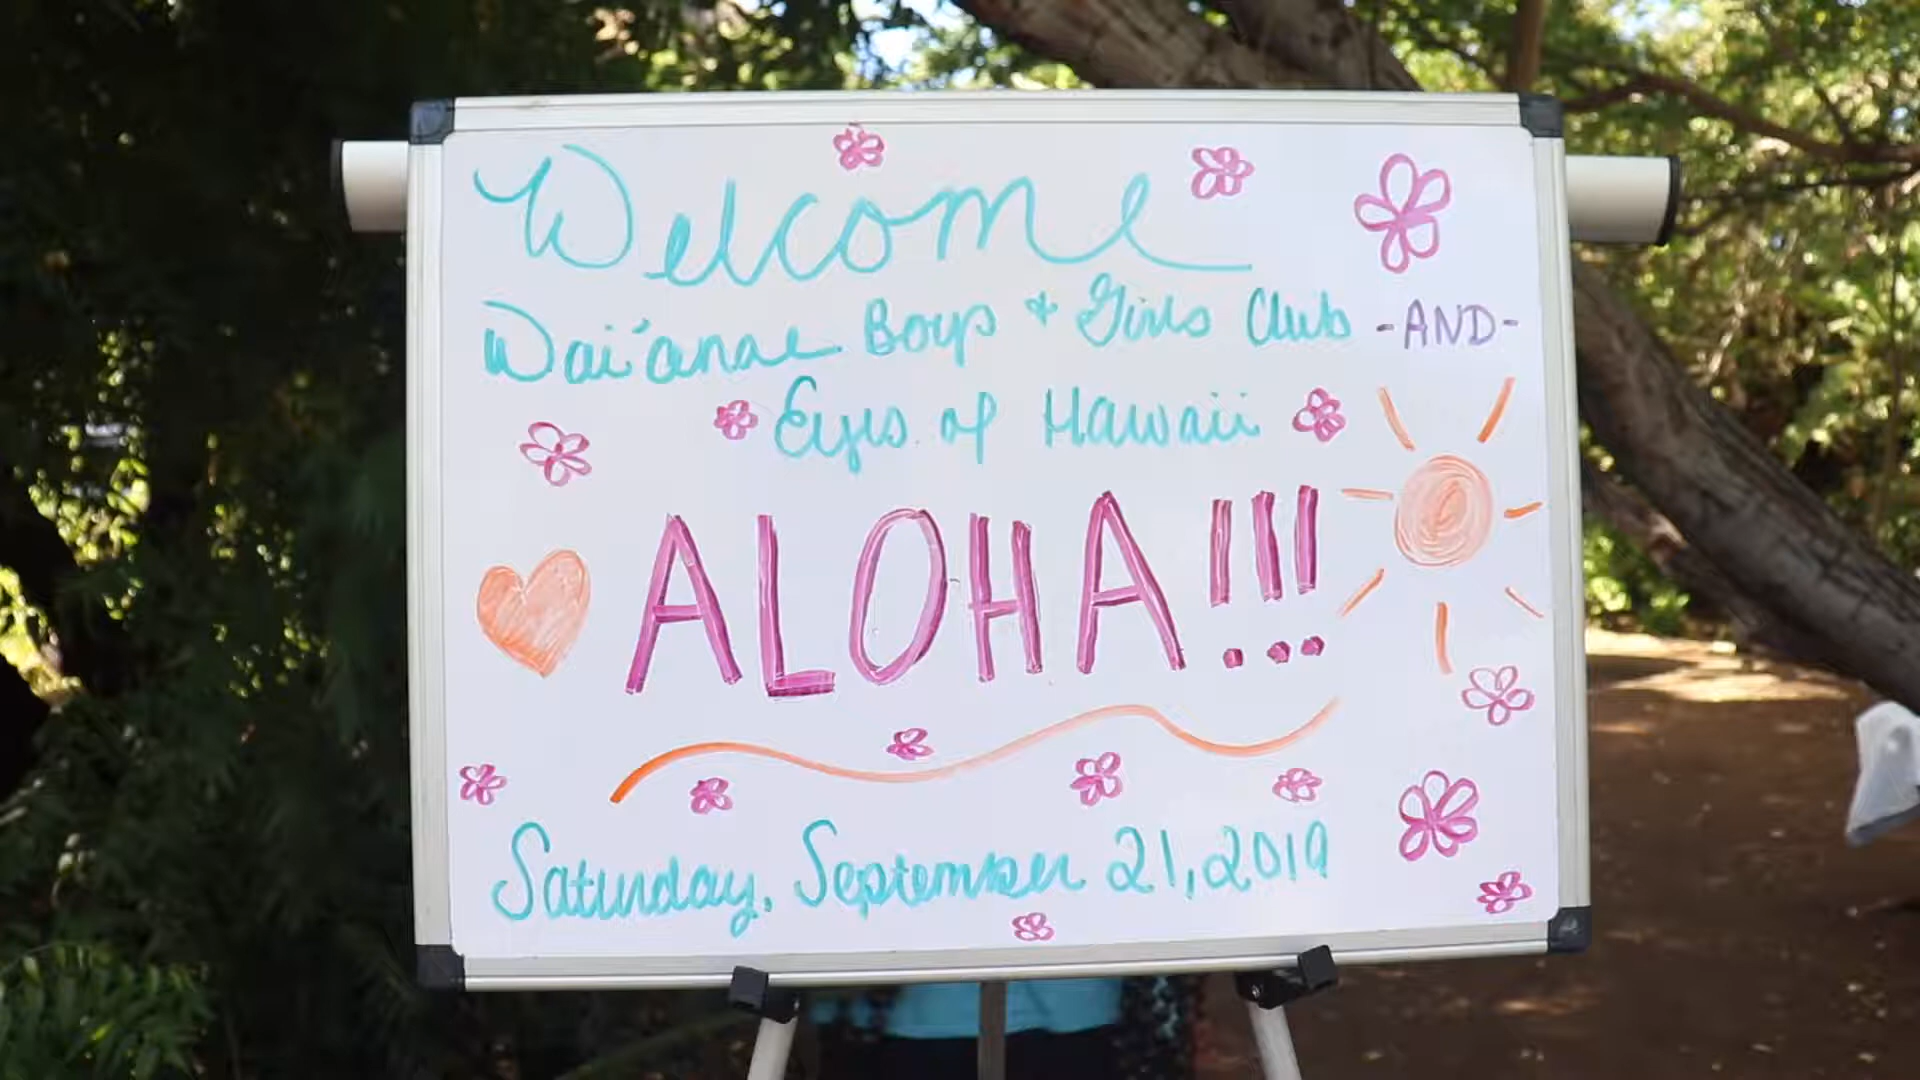 Welcome
Wai'anae Boys & Girls Club -AND-
Eyes of Hawaii
ALOHA!!!
Saturday, September 21, 2019